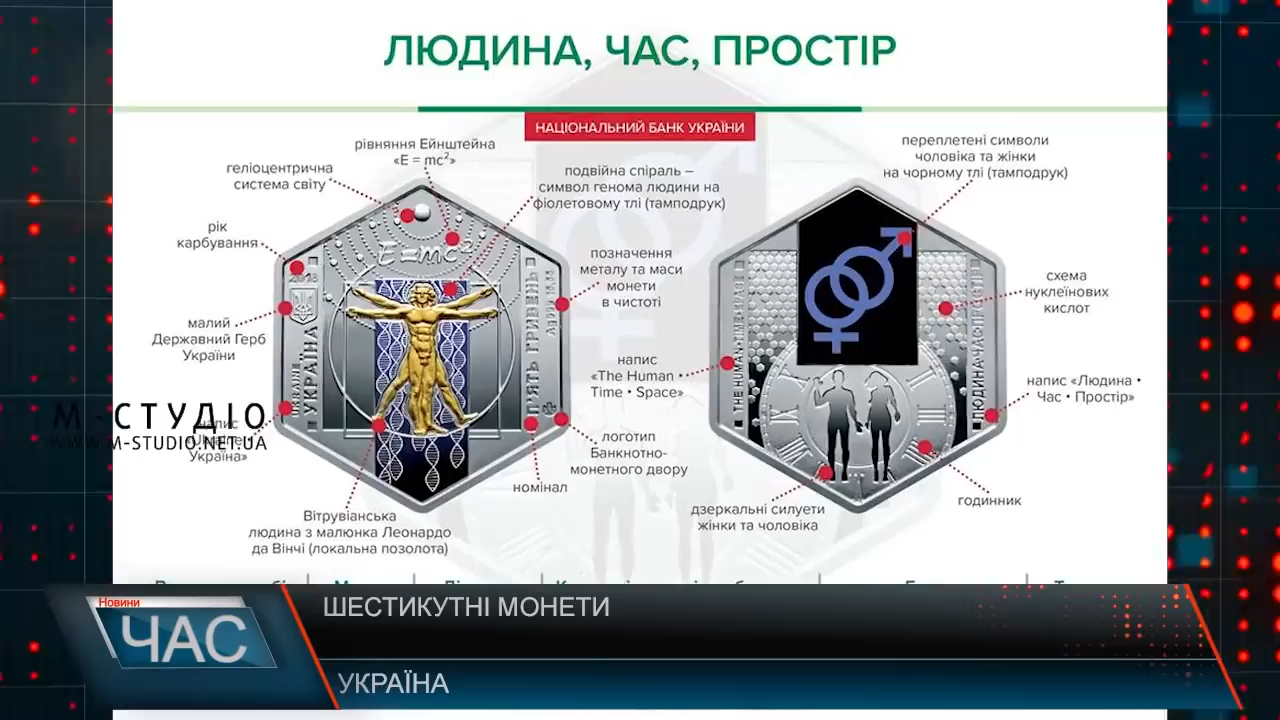 ЛЮДИНА, ЧАС, ПРОСТІР
НАЦІОНАЛЬНИЙ БАНК УКРАЇНИ
рівняння Ейнштейна
«E = mc²»
геліоцентрична
система світу
подвійна спіраль –
символ генома людини на
фіолетовому тлі (тамподрук)
рік
карбування
позначення
металу та маси
монети
в чистоті
малий
Державний Герб
України
напис
«The Human •
Time • Space»
Україна»
логотип
Банкнотно-
монетного двору
номінал
Вітрувіанська
людина з малюнка Леонардо
да Вінчі (локальна позолота)
E=mc²
УКРАЇНА
П'ЯТЬ ГРИВЕНЬ
переплетені символи
чоловіка та жінки
на чорному тлі (тамподрук)
схема
нуклеїнових
кислот
напис «Людина •
Час • Простір»
годинник
дзеркальні силуети
жінки та чоловіка
THE HUMAN•TIME•SPACE
ЛЮДИНА•ЧАС•ПРОСТІР
М-СТУДІО
WWW.M-STUDIO.NET.UA
Новини
ЧАС
ШЕСТИКУТНІ МОНЕТИ
УКРАЇНА